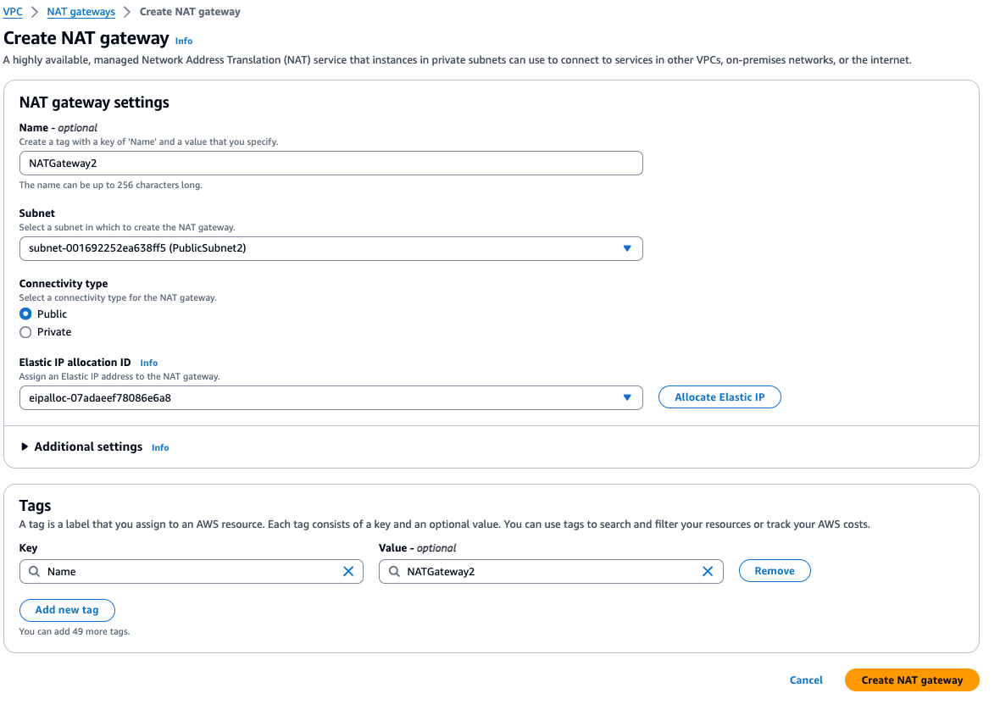 VPC > NAT gateways > Create NAT gateway
Create NAT gateway Info
A highly available, managed Network Address Translation (NAT) service that instances in private subnets can use to connect to services in other VPCs, on-premises networks, or the internet.
NAT gateway settings
Name - optional
Create a tag with a key of 'Name' and a value that you specify.
NATGateway2
The name can be up to 256 characters long.
Subnet
Select a subnet in which to create the NAT gateway.
subnet-001692252ea638ff5 (PublicSubnet2)
Connectivity type
Select a connectivity type for the NAT gateway.
Public
Private
Elastic IP allocation ID Info
Assign an Elastic IP address to the NAT gateway.
eipalloc-07adaeef78086e6a8 Allocate Elastic IP
Additional settings Info
Tags
A tag is a label that you assign to an AWS resource. Each tag consists of a key and an optional value. You can use tags to search and filter your resources or track your AWS costs.
Key Value - optional
Name NATGateway2 Remove
Add new tag
You can add 49 more tags.
Cancel Create NAT gateway